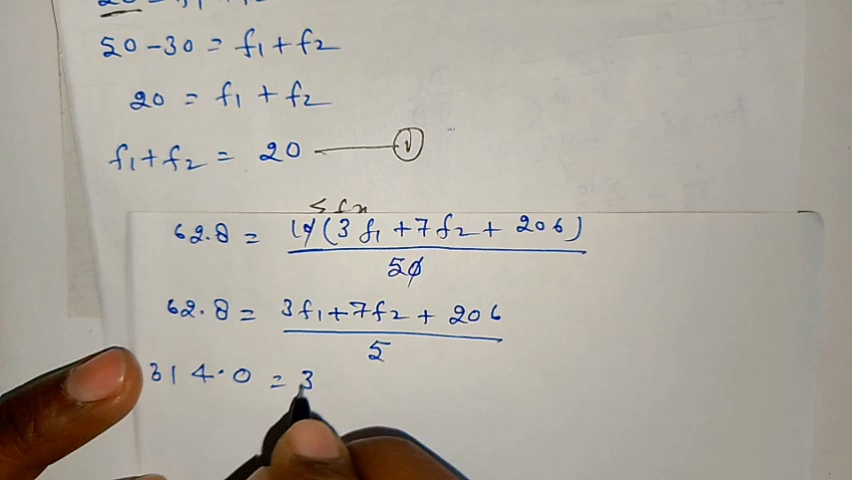 50 - 30 = f1 + f2
20 = f1 + f2
f1 + f2 = 20 ——— 1
62.8 = 10(3f1 + 7f2 + 206) / 50
62.8 = 3f1 + 7f2 + 206 / 5
314.0 = 3